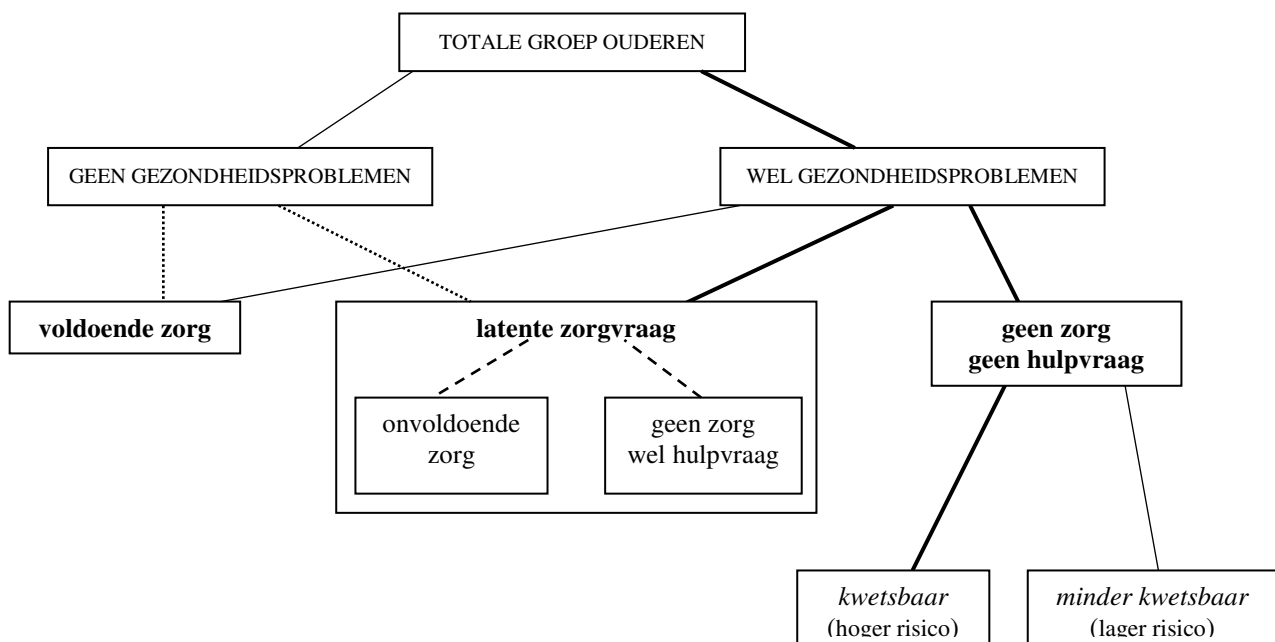 TOTALE GROEP OUDEREN
GEEN GEZONDHEIDSPROBLEMEN
WEL GEZONDHEIDSPROBLEMEN
voldoende zorg
latente zorgvraag
geen zorg
geen hulpvraag
onvoldoende
zorg
geen zorg
wel hulpvraag
kwetsbaar
(hoger risico)
minder kwetsbaar
(lager risico)